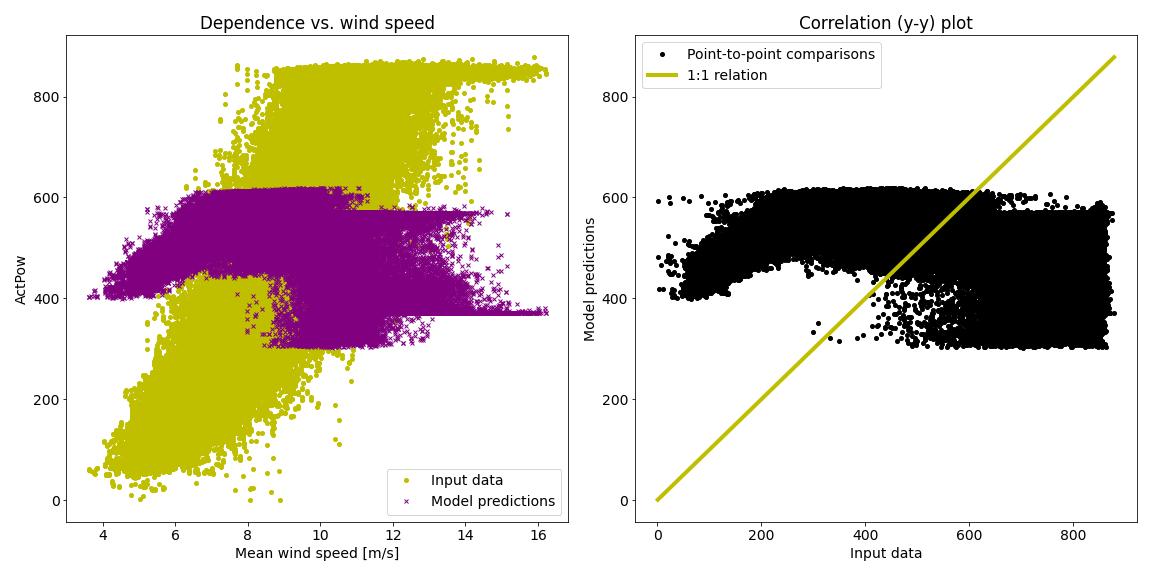 Dependence vs. wind speed
ActPow
800
600
400
200
0
4 6 8 10 12 14 16
Mean wind speed [m/s]
Input data
Model predictions
Correlation (y-y) plot
Point-to-point comparisons
1:1 relation
Model predictions
800
600
400
200
0
0 200 400 600 800
Input data